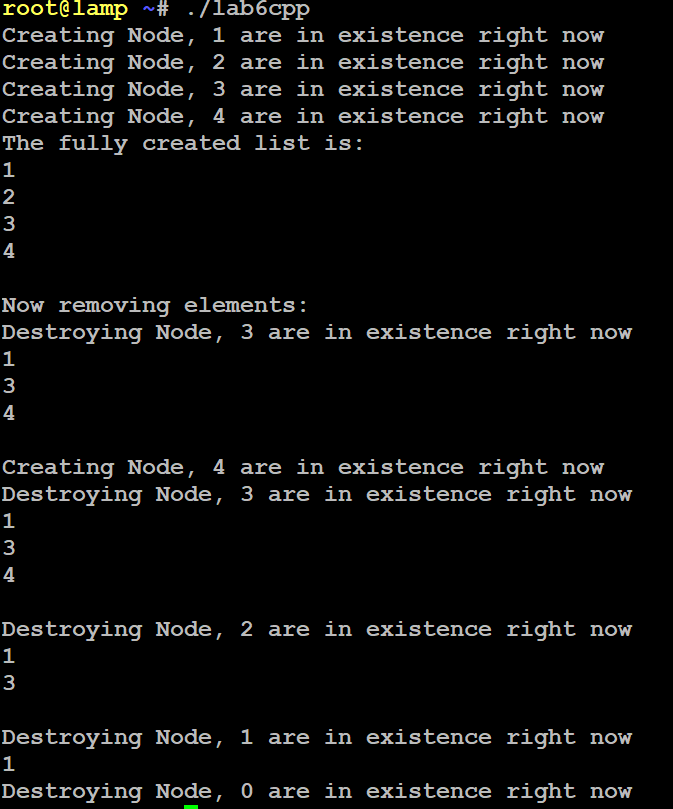 root@lamp ~# ./lab6cpp
Creating Node, 1 are in existence right now
Creating Node, 2 are in existence right now
Creating Node, 3 are in existence right now
Creating Node, 4 are in existence right now
The fully created list is:
1
2
3
4

Now removing elements:
Destroying Node, 3 are in existence right now
1
3
4

Creating Node, 4 are in existence right now
Destroying Node, 3 are in existence right now
1
3
4

Destroying Node, 2 are in existence right now
1
3

Destroying Node, 1 are in existence right now
1
Destroying Node, 0 are in existence right now